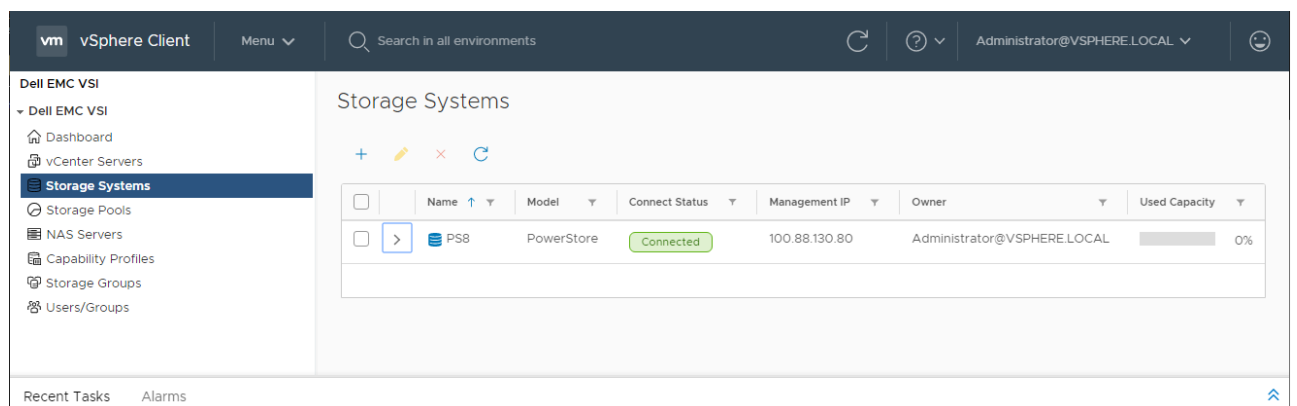 vm vSphere Client Menu Search in all environments Administrator@VSPHERE.LOCAL
Dell EMC VSI
Dell EMC VSI
Dashboard
vCenter Servers
Storage Systems
Storage Pools
NAS Servers
Capability Profiles
Storage Groups
Users/Groups
Storage Systems
Name Model Connect Status Management IP Owner Used Capacity
PS8 PowerStore Connected 100.88.130.80 Administrator@VSPHERE.LOCAL 0%
Recent Tasks Alarms